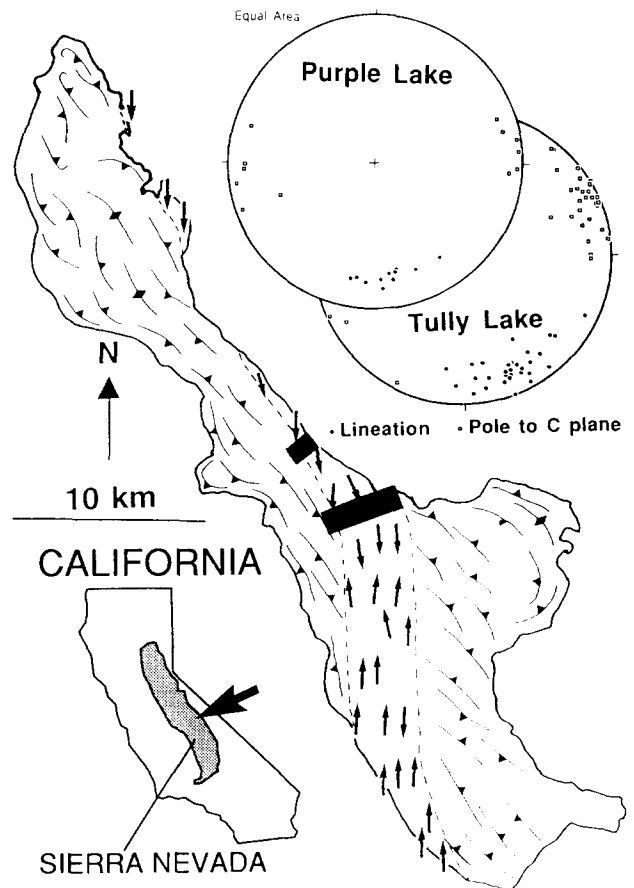 Equal Area
Purple Lake
Tully Lake
• Lineation ▫ Pole to C plane
N
10 km
CALIFORNIA
SIERRA NEVADA